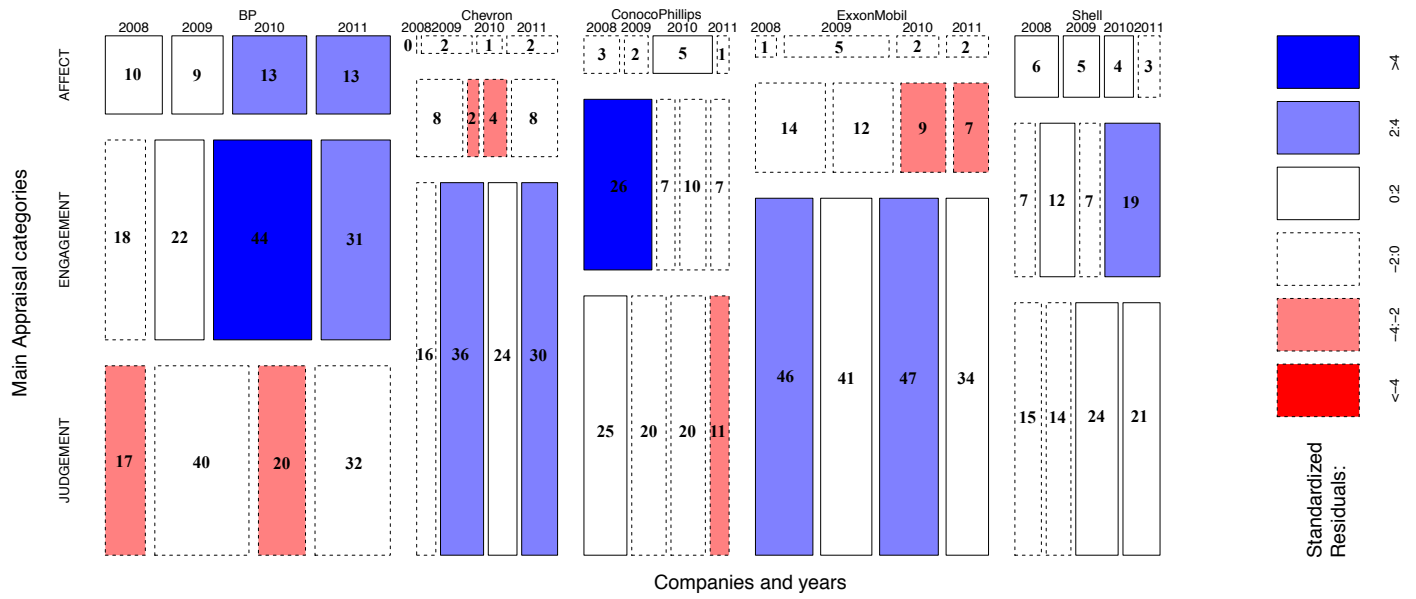 BP Chevron ConocoPhillips ExxonMobil Shell
2008 2009 2010 2011 2008 2009 2010 2011 2008 2009 2010 2011 2008 2009 2010 2011 2008 2009 2010 2011
AFFECT
10 9 13 13 0 2 1 2 3 2 5 1 1 5 2 2 6 5 4 3
8 2 4 8 14 12 9 7
ENGAGEMENT
18 22 44 31 26 7 10 7 7 12 7 19
JUDGEMENT
16 36 24 30 46 41 47 34
17 40 20 32 25 20 20 11 15 14 24 21
Main Appraisal categories
Companies and years
Standardized
Residuals:
<−4
−4:−2
−2:0
0:2
2:4
>4